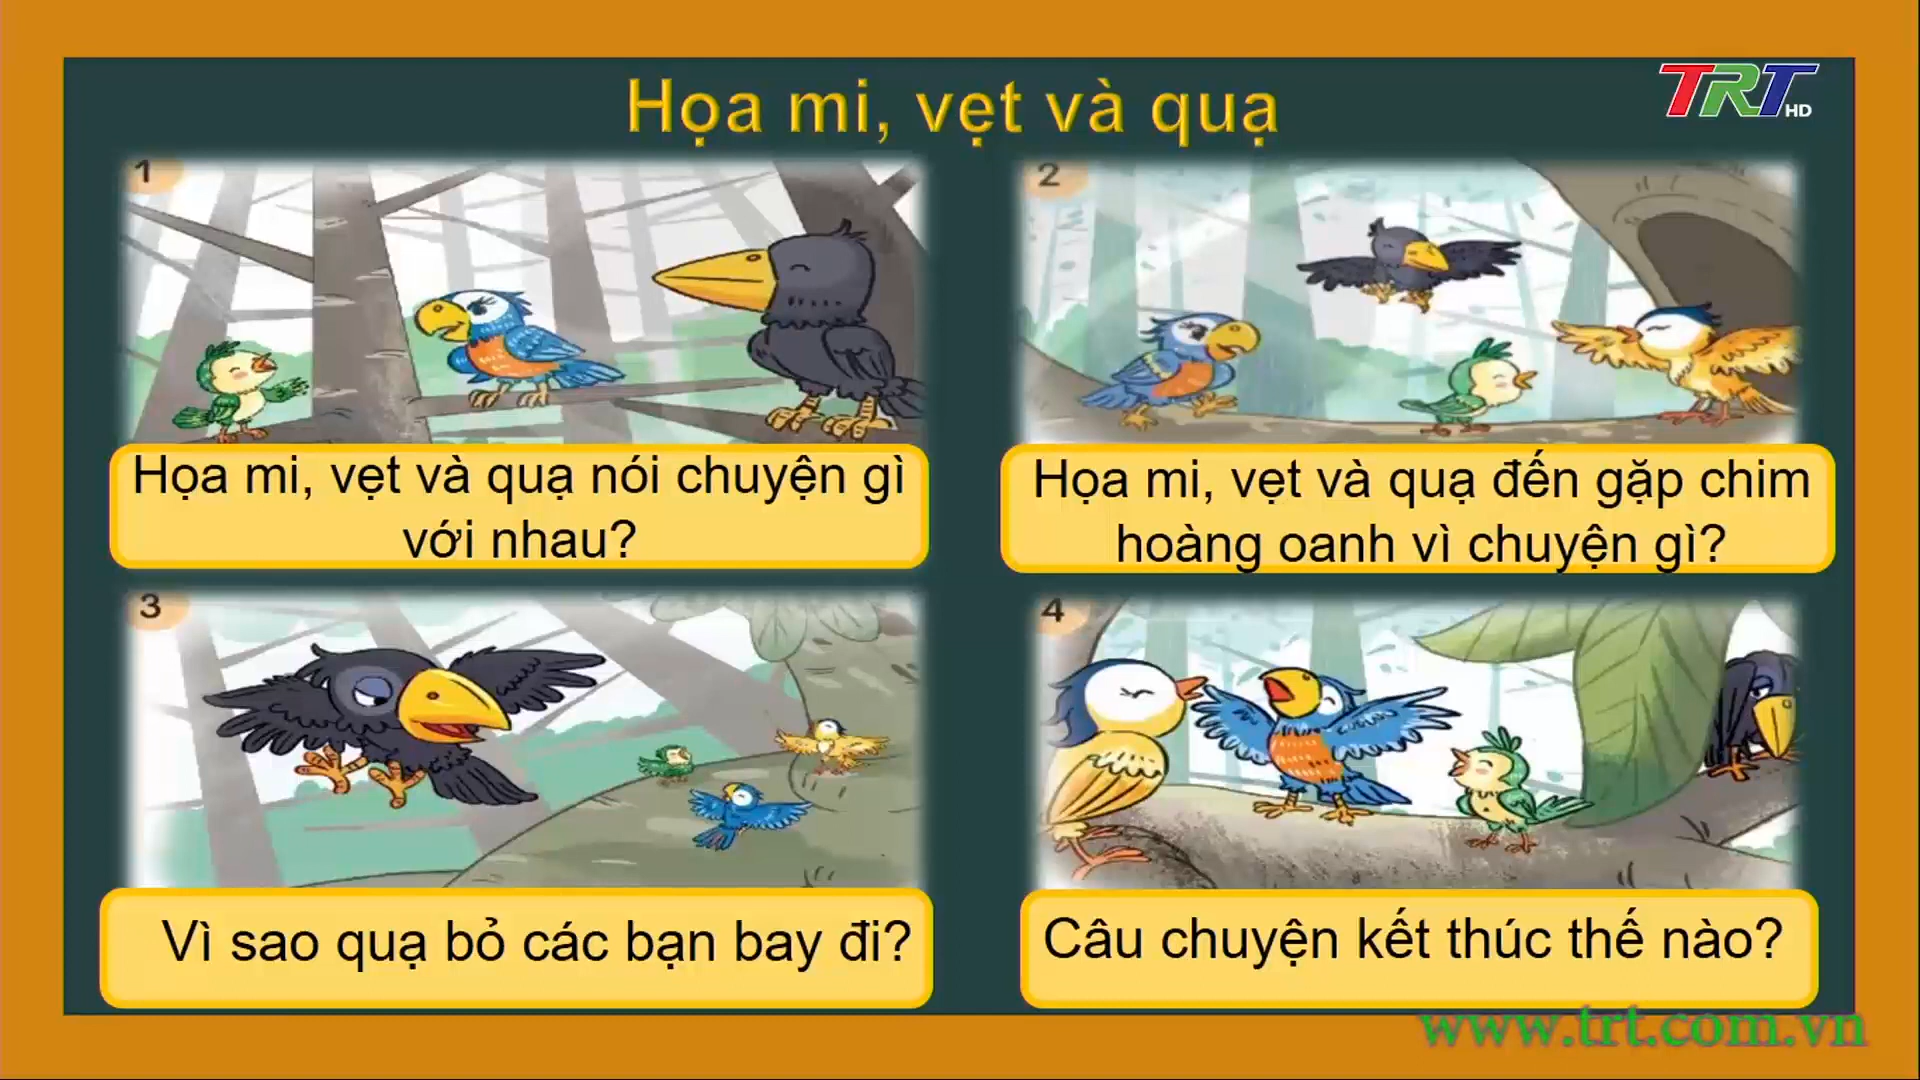 Họa mi, vẹt và quạ
TRT HD
1
2
Họa mi, vẹt và quạ nói chuyện gì
với nhau?
Họa mi, vẹt và quạ đến gặp chim
hoàng oanh vì chuyện gì?
3
4
Vì sao quạ bỏ các bạn bay đi?
Câu chuyện kết thúc thế nào?
www.trt.com.vn